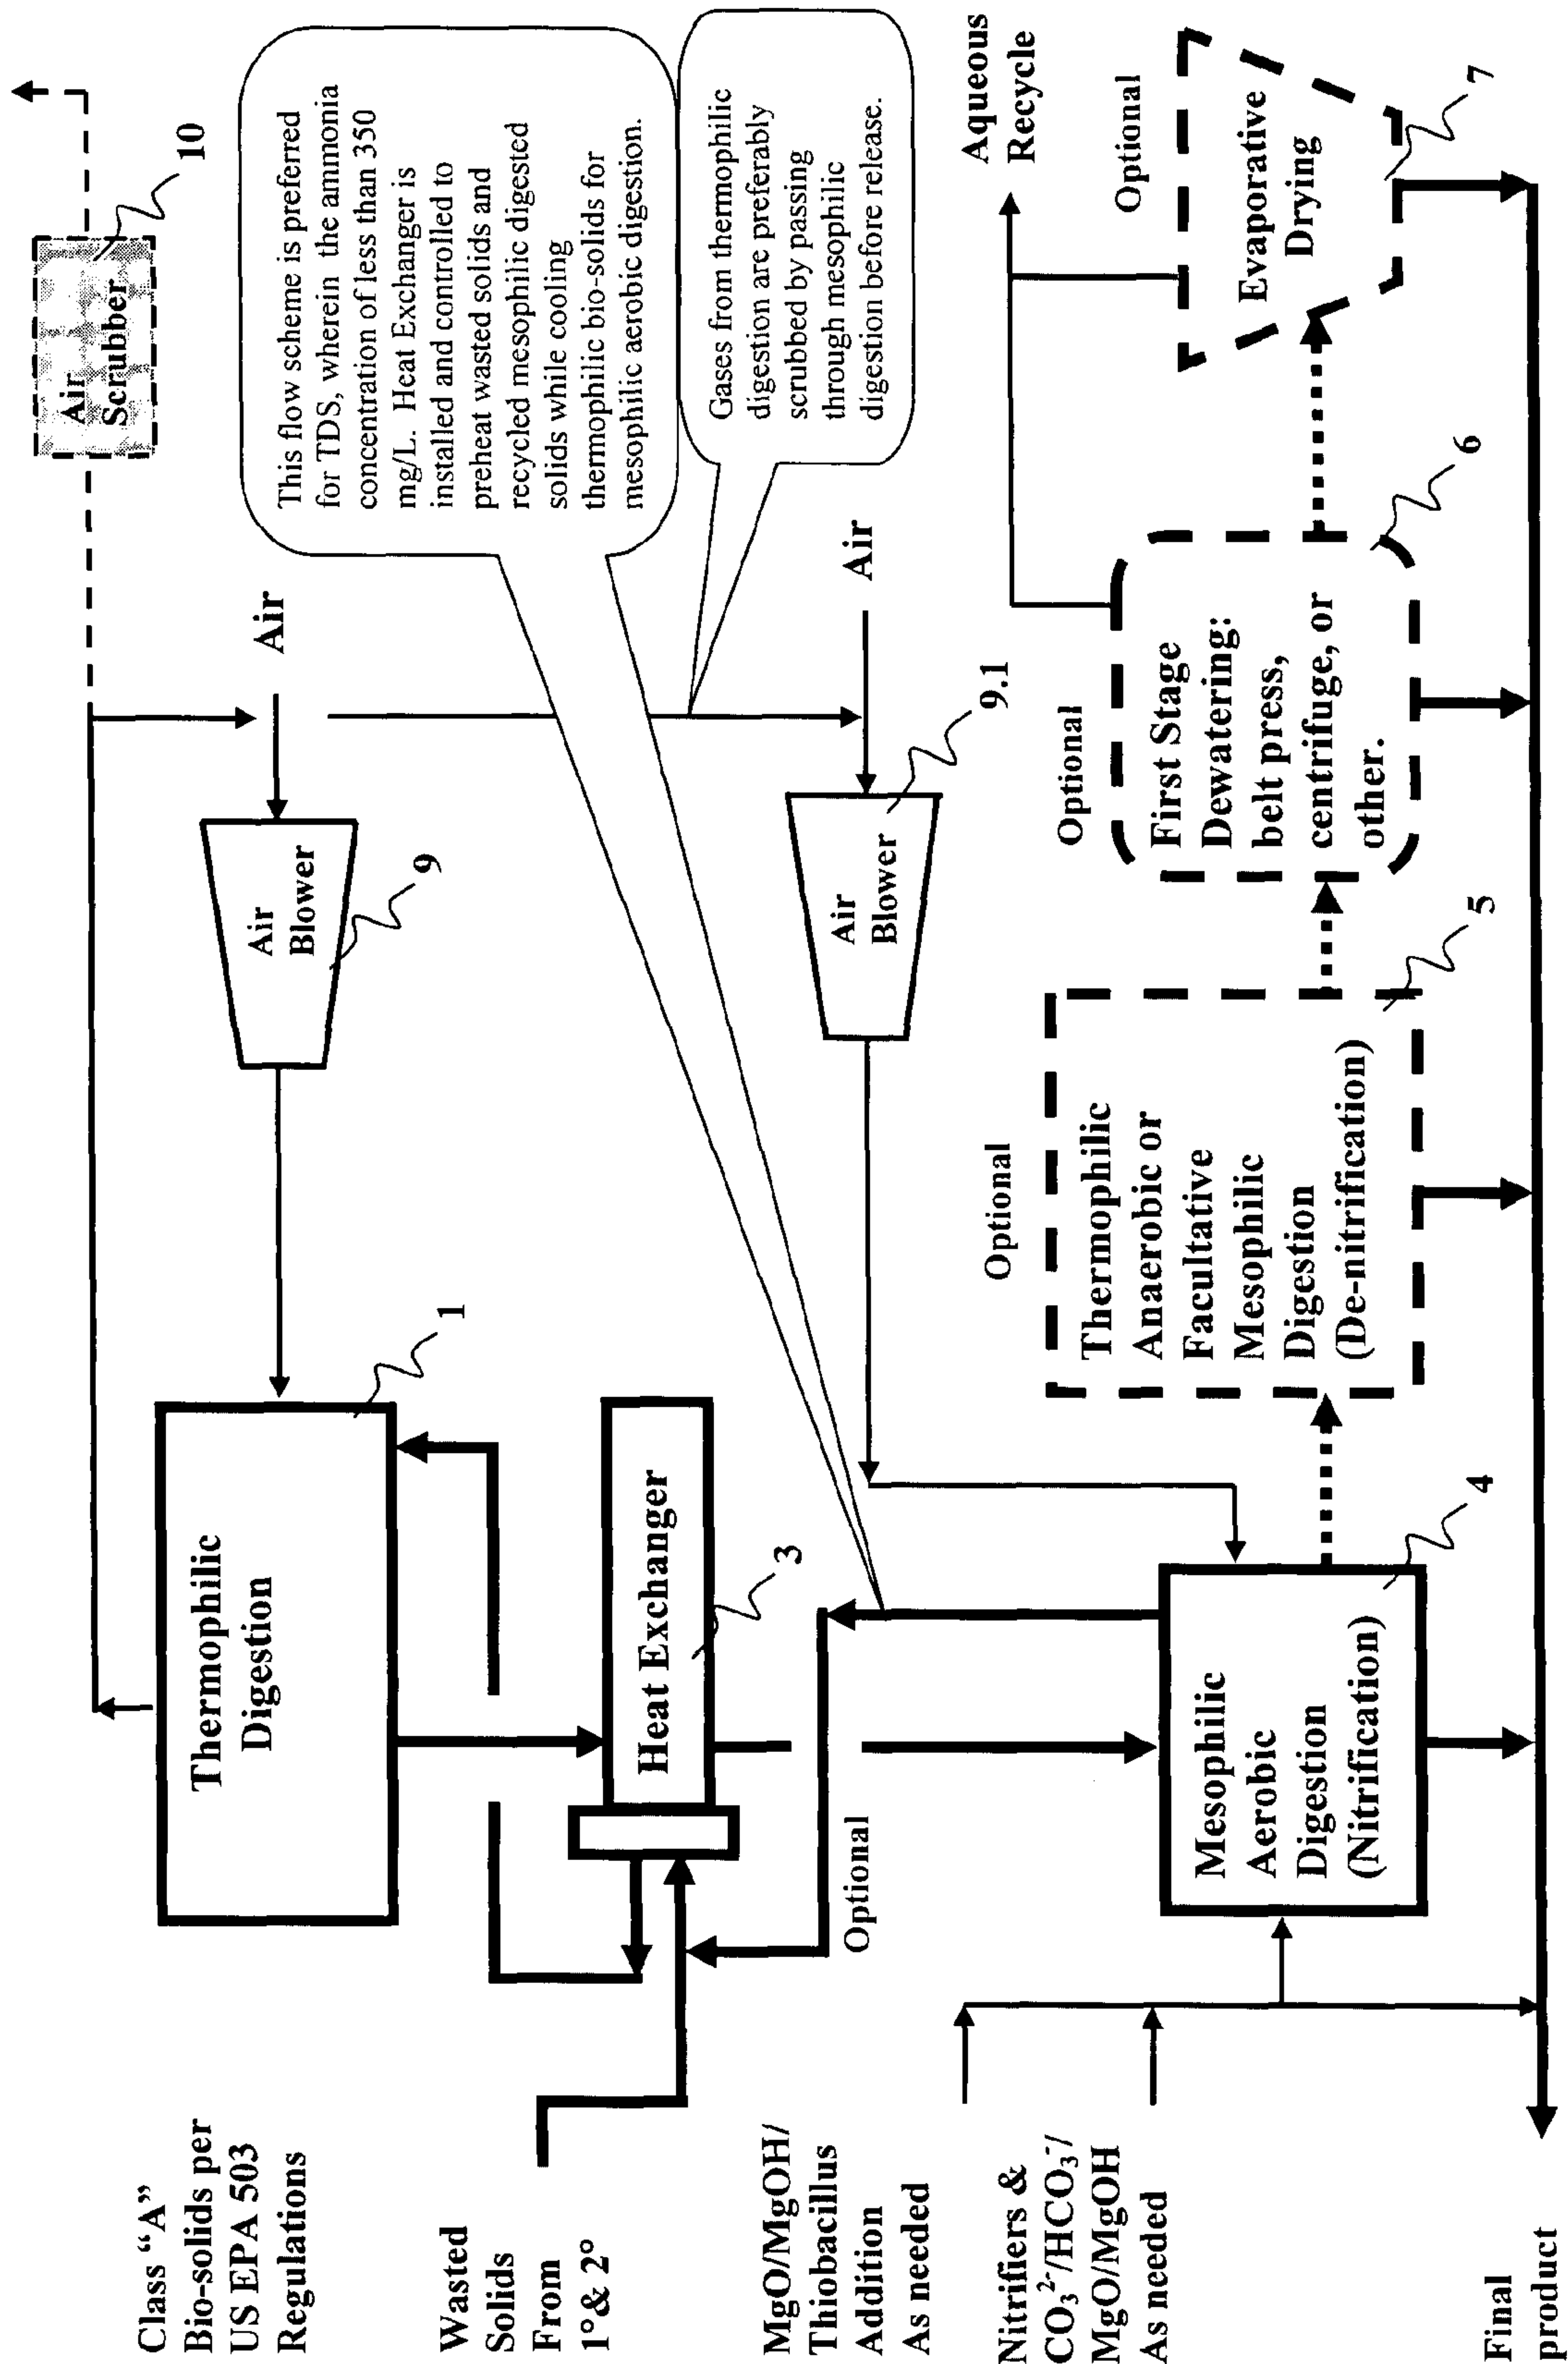 Class “A”
Bio-solids per
US EPA 503
Regulations
Wasted
Solids
From
1°& 2°
MgO/MgOH/
Thiobacillus
Addition
As needed
Nitrifiers &
CO₃²⁻/HCO₃⁻/
MgO/MgOH
As needed
Final
product
Thermophilic
Digestion
1
Heat Exchanger
3
Optional
Mesophilic
Aerobic
Digestion
(Nitrification)
4
Air
Blower
9
Air
Air
Blower
9.1
Air
Air
Scrubber
10
This flow scheme is preferred
for TDS, wherein the ammonia
concentration of less than 350
mg/L. Heat Exchanger is
installed and controlled to
preheat wasted solids and
recycled mesophilic digested
solids while cooling
thermophilic bio-solids for
mesophilic aerobic digestion.
Gases from thermophilic
digestion are preferably
scrubbed by passing
through mesophilic
digestion before release.
Optional
Thermophilic
Anaerobic or
Facultative
Mesophilic
Digestion
(De-nitrification)
5
Optional
First Stage
Dewatering:
belt press,
centrifuge, or
other.
6
Aqueous
Recycle
Optional
Evaporative
Drying
7